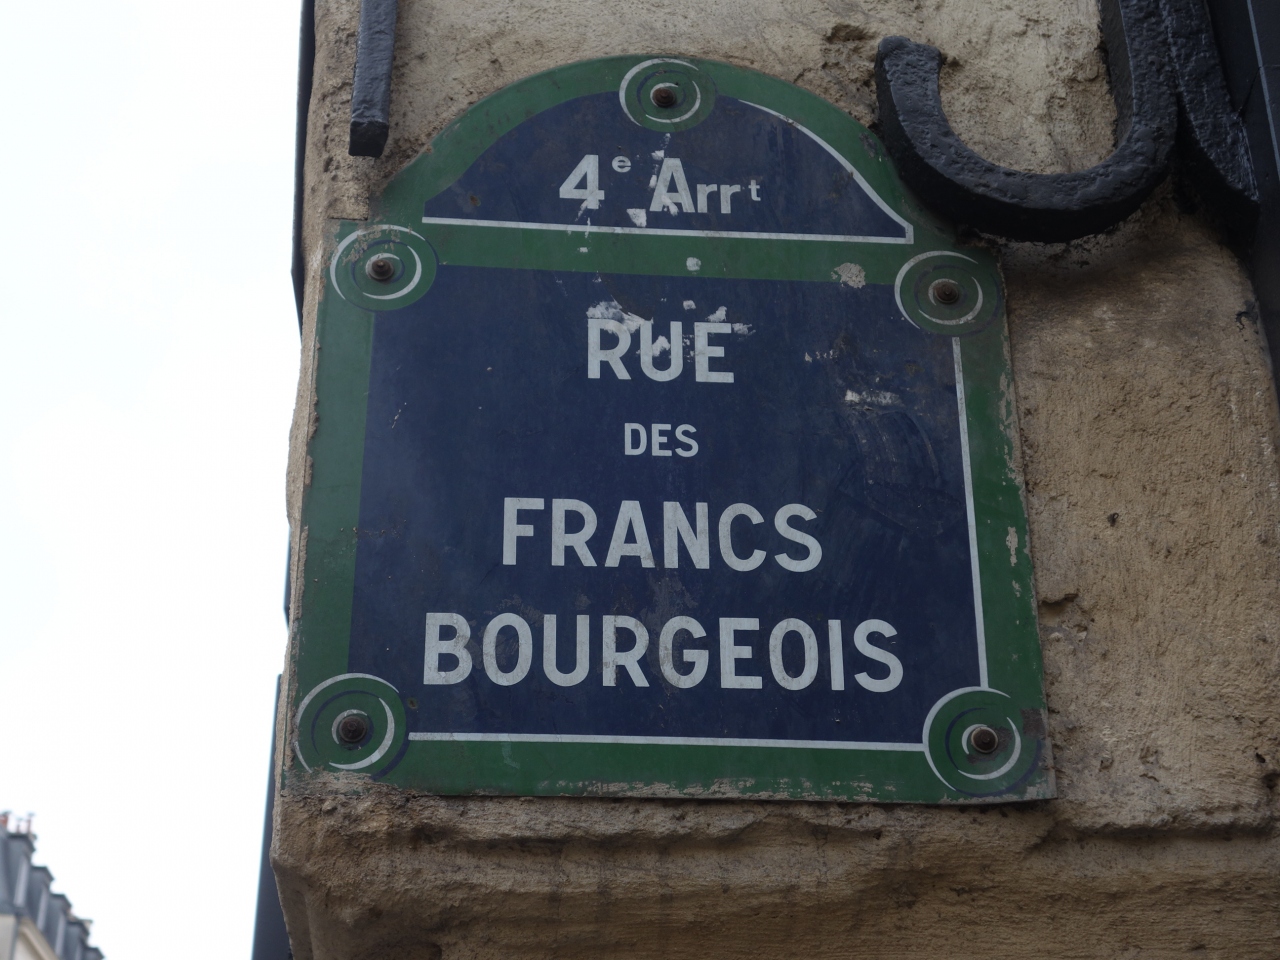 4e Arrt
RUE
DES
FRANCS
BOURGEOIS